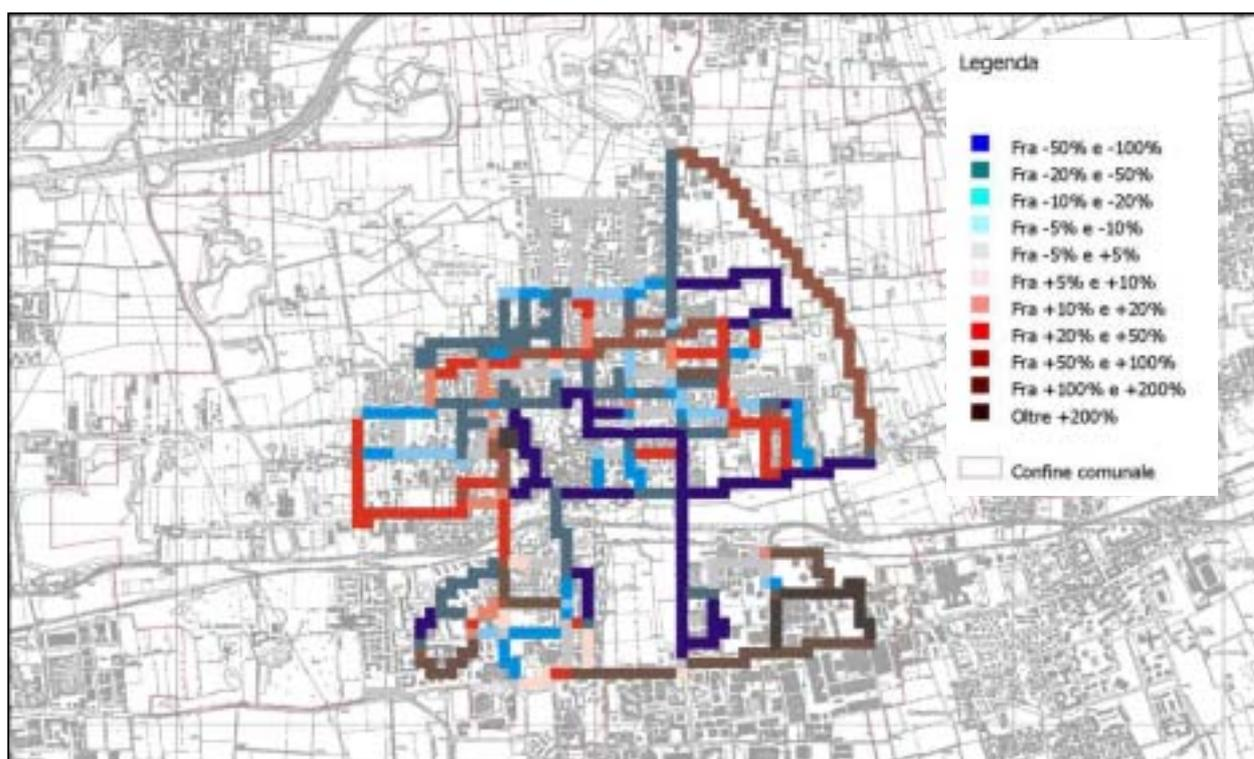 Legenda
Fra -50% e -100%
Fra -20% e -50%
Fra -10% e -20%
Fra -5% e -10%
Fra -5% e +5%
Fra +5% e +10%
Fra +10% e +20%
Fra +20% e +50%
Fra +50% e +100%
Fra +100% e +200%
Oltre +200%
Confine comunale